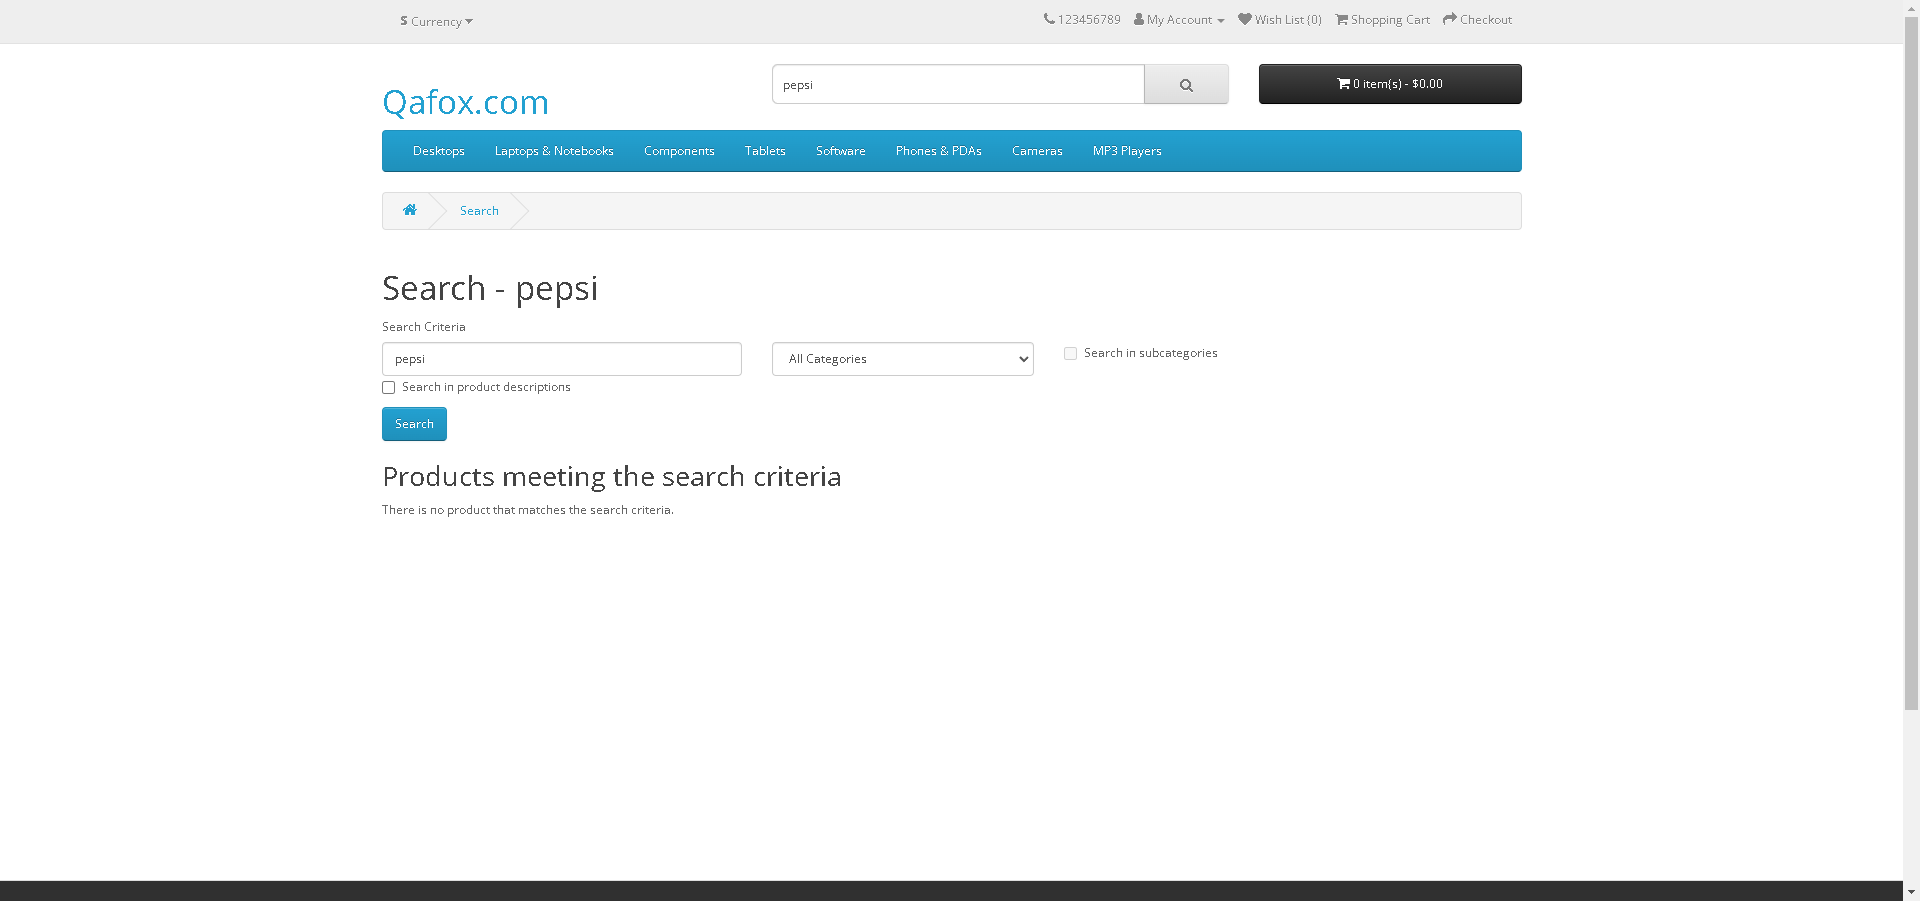 $ Currency
123456789 My Account Wish List (0) Shopping Cart Checkout
Qafox.com
pepsi
0 item(s) - $0.00
Desktops Laptops & Notebooks Components Tablets Software Phones & PDAs Cameras MP3 Players
Search
Search - pepsi
Search Criteria
pepsi
All Categories
Search in subcategories
Search in product descriptions
Search
Products meeting the search criteria
There is no product that matches the search criteria.